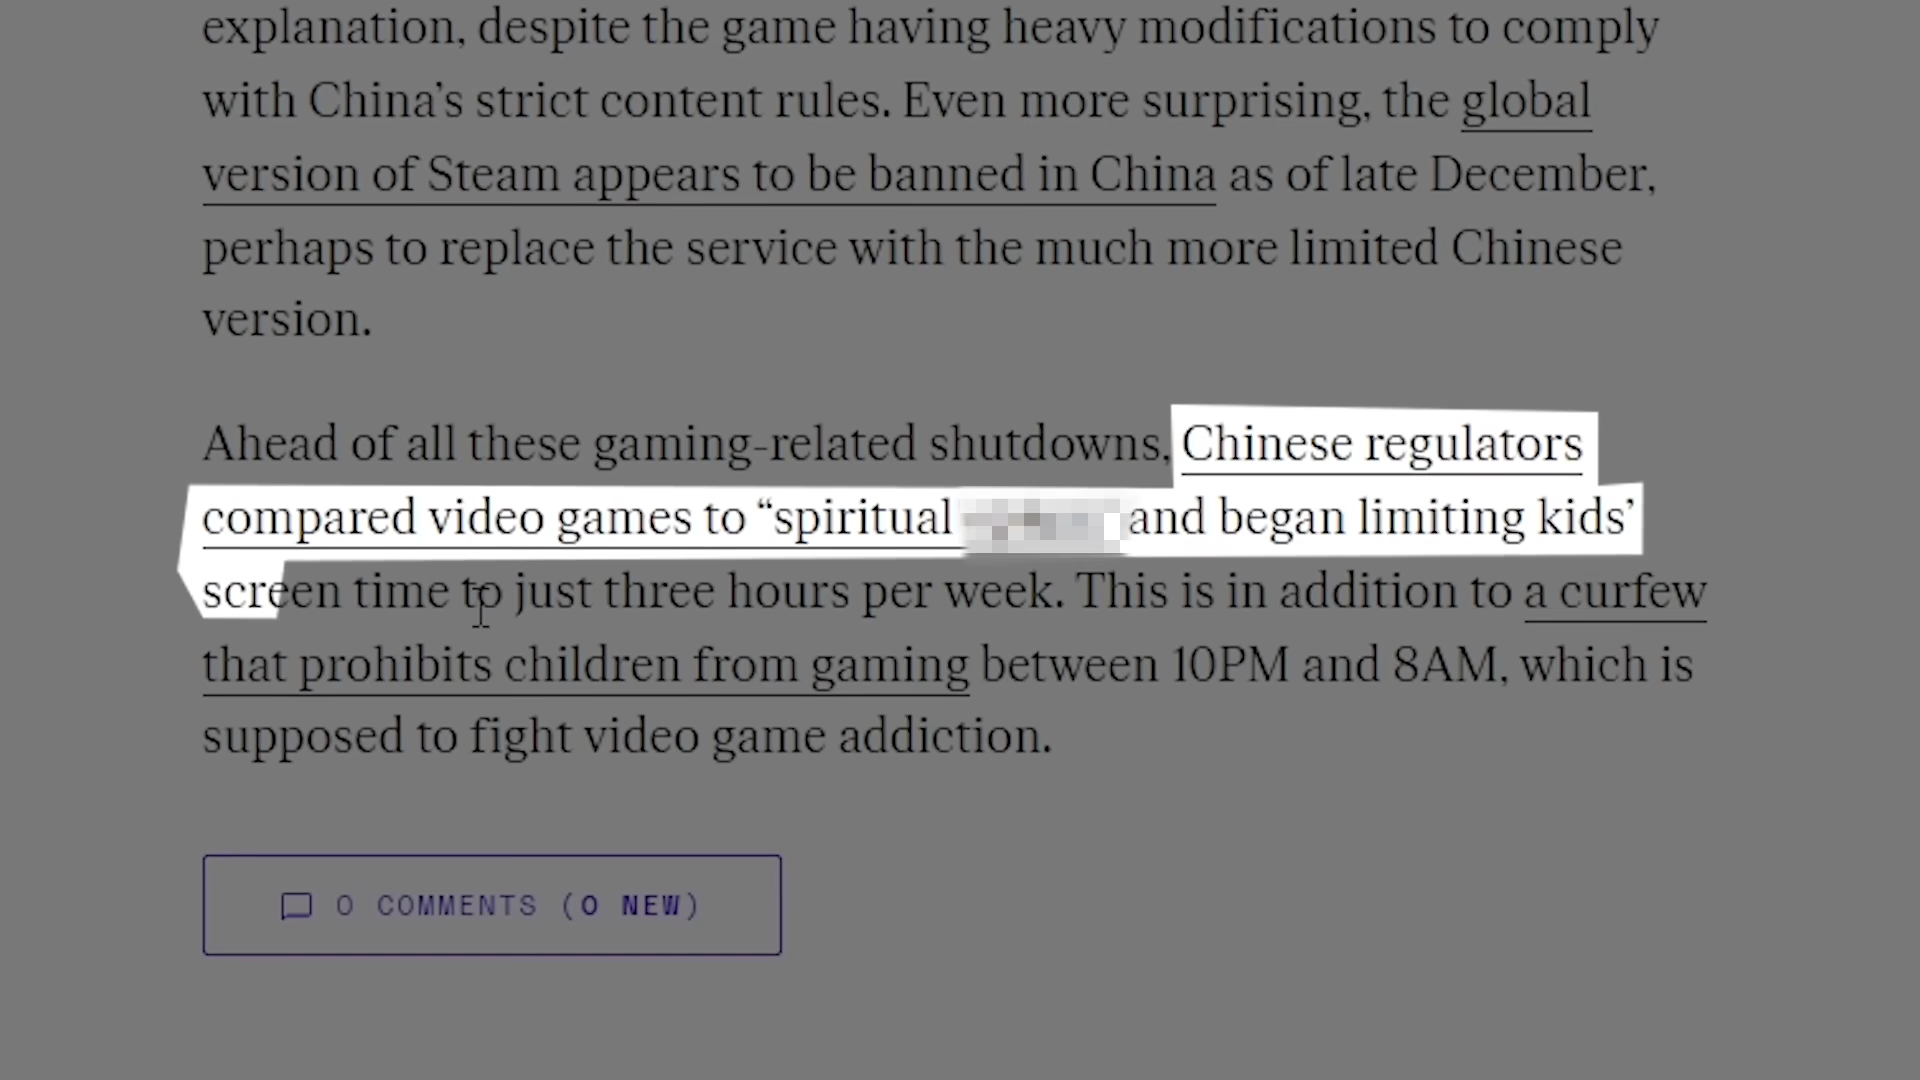 explanation, despite the game having heavy modifications to comply
with China’s strict content rules. Even more surprising, the global
version of Steam appears to be banned in China as of late December,
perhaps to replace the service with the much more limited Chinese
version.
Ahead of all these gaming-related shutdowns, Chinese regulators
compared video games to “spiritual and began limiting kids’
screen time to just three hours per week. This is in addition to a curfew
that prohibits children from gaming between 10PM and 8AM, which is
supposed to fight video game addiction.
0 COMMENTS (0 NEW)